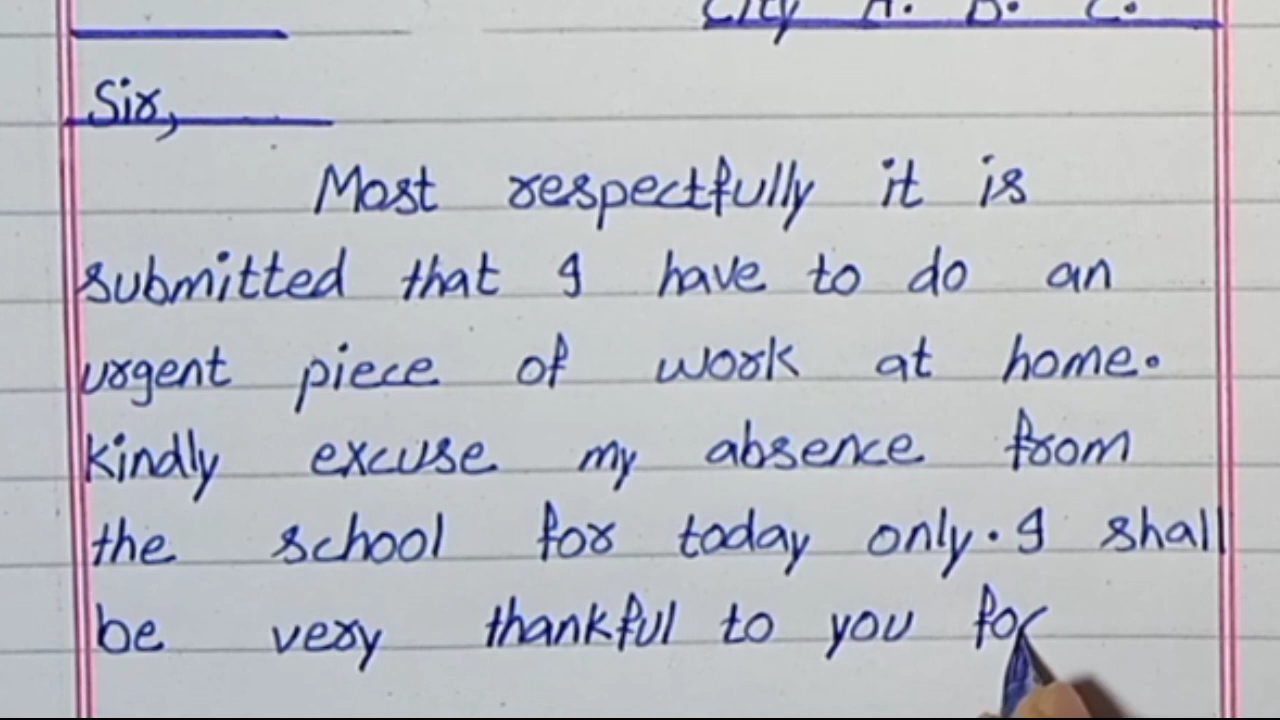 City A. B. C.
Sir,
Most respectfully it is
submitted that I have to do an
urgent piece of work at home.
kindly excuse my absence from
the school for today only. I shall
be very thankful to you for